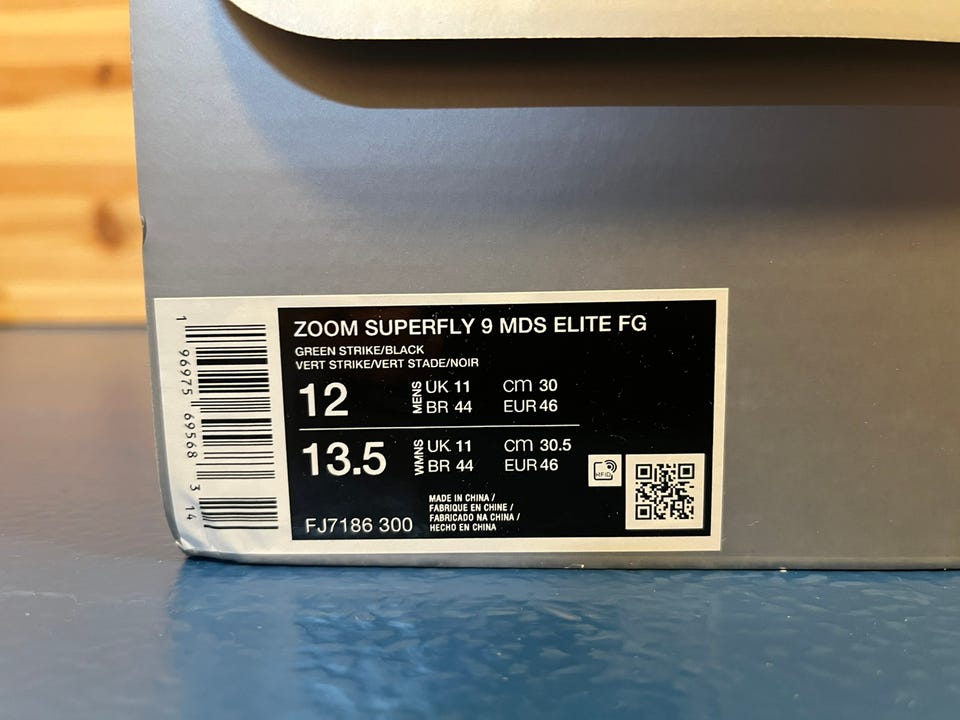 ZOOM SUPERFLY 9 MDS ELITE FG
GREEN STRIKE/BLACK
VERT STRIKE/VERT STADE/NOIR
12 MENS UK 11 cm 30
BR 44 EUR 46
13.5 WMNS UK 11 cm 30.5
BR 44 EUR 46
FJ7186 300
MADE IN CHINA /
FABRIQUE EN CHINE /
FABRICADO NA CHINA /
HECHO EN CHINA
RFID
1 96975 69568 3 14